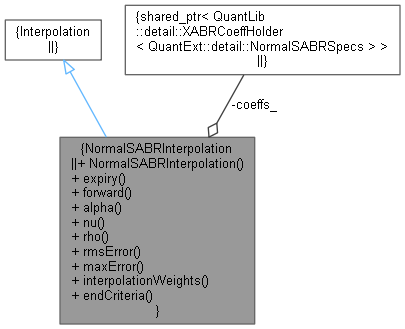 {Interpolation
||}
{shared_ptr< QuantLib
::detail::XABRCoeffHolder
< QuantExt::detail::NormalSABRSpecs > >
||}
-coeffs_
{NormalSABRInterpolation
||+ NormalSABRInterpolation()
+ expiry()
+ forward()
+ alpha()
+ nu()
+ rho()
+ rmsError()
+ maxError()
+ interpolationWeights()
+ endCriteria()
}